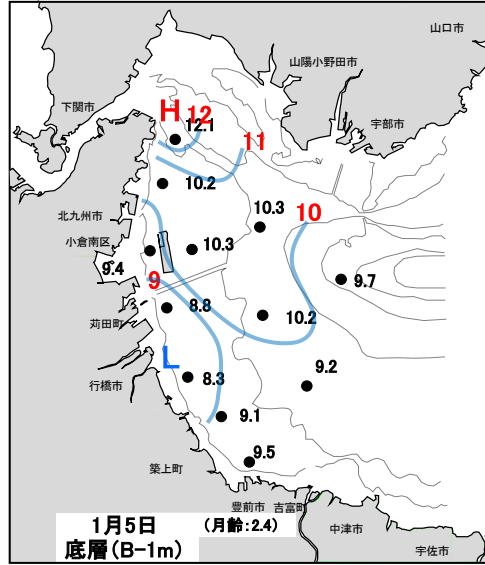 山口市
山陽小野田市
下関市
宇部市
H 12
12.1
11
10.2
北九州市
小倉南区
10.3
10
10.3
9.4
9
9.7
8.8
苅田町
10.2
L
行橋市
8.3
9.2
9.1
9.5
築上町
豊前市 吉富町
1月5日 (月齢:2.4)
中津市
底層(B-1m)
宇佐市